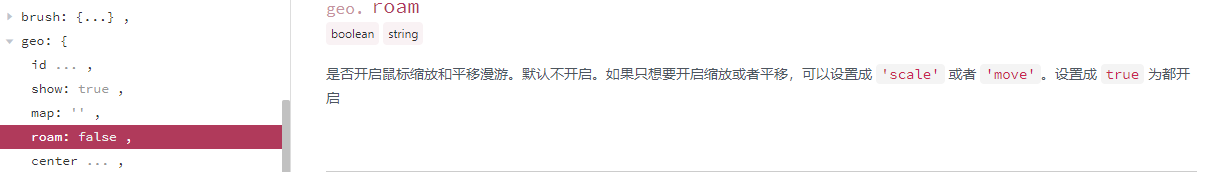 brush: {...} ,
geo: {
id ... ,
show: true ,
map: '' ,
roam: false ,
center ... ,
geo. roam
boolean string
是否开启鼠标缩放和平移漫游。默认不开启。如果只想要开启缩放或者平移，可以设置成 'scale' 或者 'move'。设置成 true 为都开
启